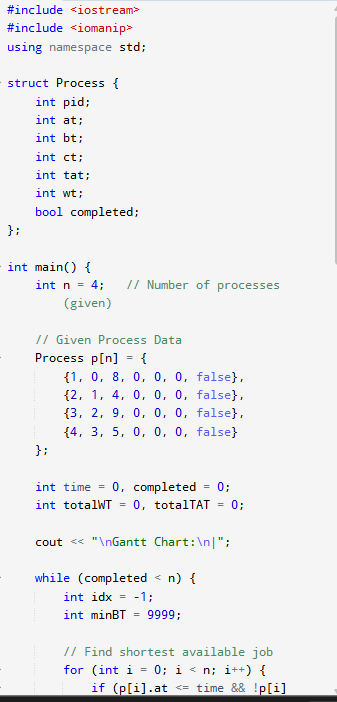 #include <iostream>
#include <iomanip>
using namespace std;

struct Process {
    int pid;
    int at;
    int bt;
    int ct;
    int tat;
    int wt;
    bool completed;
};

int main() {
    int n = 4;   // Number of processes
        (given)

    // Given Process Data
    Process p[n] = {
        {1, 0, 8, 0, 0, 0, false},
        {2, 1, 4, 0, 0, 0, false},
        {3, 2, 9, 0, 0, 0, false},
        {4, 3, 5, 0, 0, 0, false}
    };

    int time = 0, completed = 0;
    int totalWT = 0, totalTAT = 0;

    cout << "\nGantt Chart:\n|";

    while (completed < n) {
        int idx = -1;
        int minBT = 9999;

        // Find shortest available job
        for (int i = 0; i < n; i++) {
            if (p[i].at <= time && !p[i]